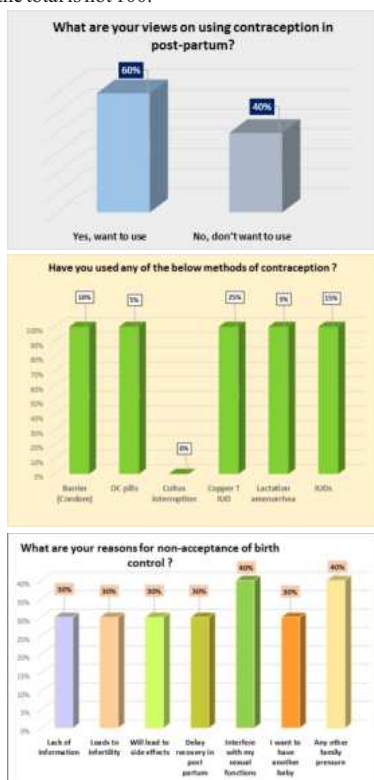 What are your views on using contraception in
post-partum?
60%
40%
Yes, want to use
No, don't want to use
Have you used any of the below methods of contraception ?
10%
5%
0%
25%
5%
15%
100%
90%
80%
70%
60%
50%
40%
30%
20%
10%
0%
Barrier
(Condom)
OC pills
Coitus
interruption
Copper T
IUD
Lactation
amenorrhea
IUDs
What are your reasons for non-acceptance of birth
control ?
30%
30%
30%
30%
40%
30%
40%
40%
35%
30%
25%
20%
15%
10%
5%
0%
Lack of
information
Leads to
infertility
Will lead to
side effects
Delay
recovery in
post
partum
Interfere
with my
sexual
functions
I want to
have
another
baby
Any other
family
pressure